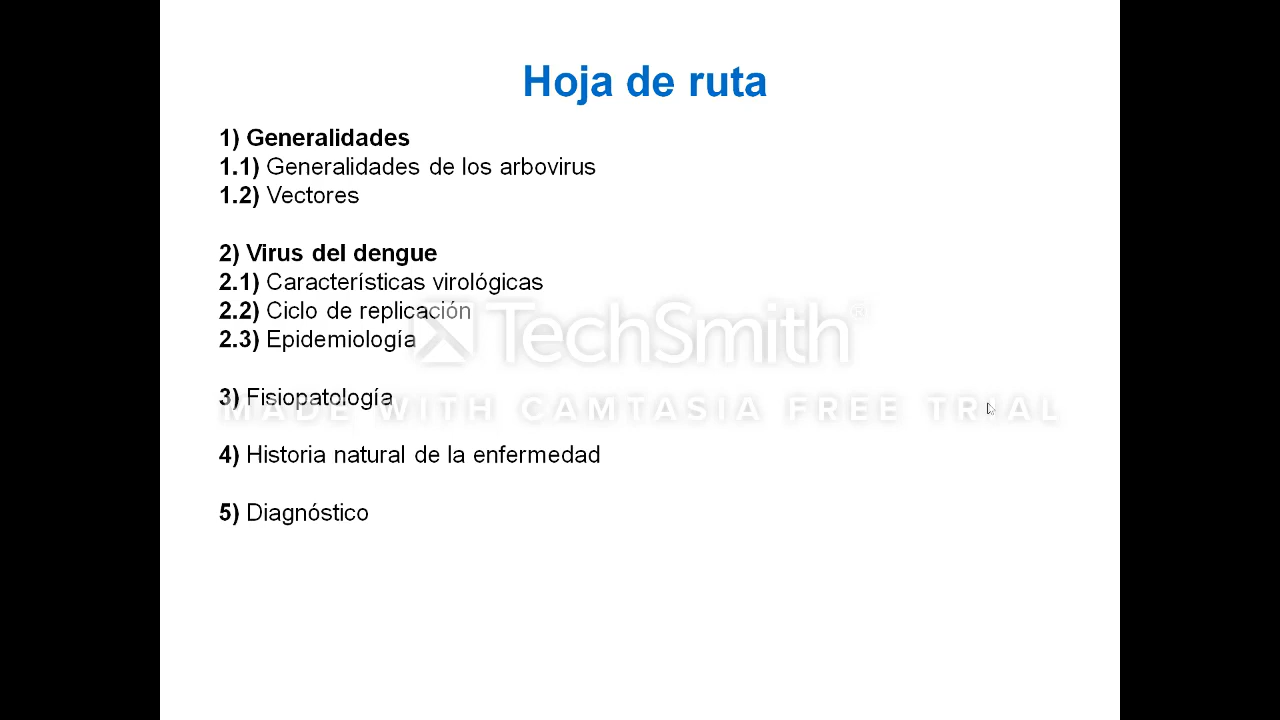 Hoja de ruta
1) Generalidades
1.1) Generalidades de los arbovirus
1.2) Vectores
2) Virus del dengue
2.1) Características virológicas
2.2) Ciclo de replicación
2.3) Epidemiología
TechSmith®
3) Fisiopatología
MADE WITH CAMTASIA FREE TRIAL
4) Historia natural de la enfermedad
5) Diagnóstico